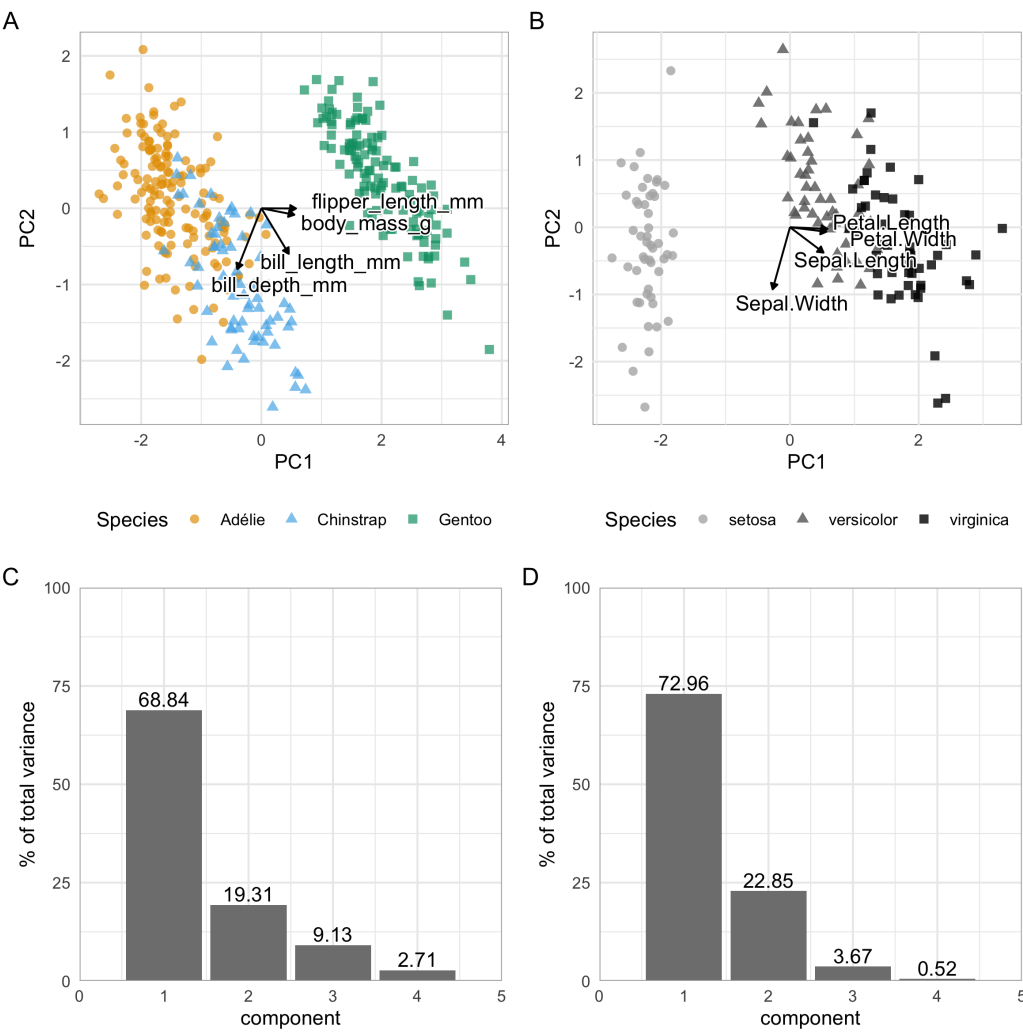 A
PC2
2
1
0
-1
-2
flipper_length_mm
body_mass_g
bill_length_mm
bill_depth_mm
-2 0 2 4
PC1
Species Adélie Chinstrap Gentoo
B
PC2
2
1
0
-1
-2
Petal.Length
Petal.Width
Sepal.Length
Sepal.Width
-2 0 2
PC1
Species setosa versicolor virginica
C
% of total variance
100
75
50
25
0
68.84
19.31
9.13
2.71
0 1 2 3 4 5
component
D
% of total variance
100
75
50
25
0
72.96
22.85
3.67
0.52
0 1 2 3 4 5
component